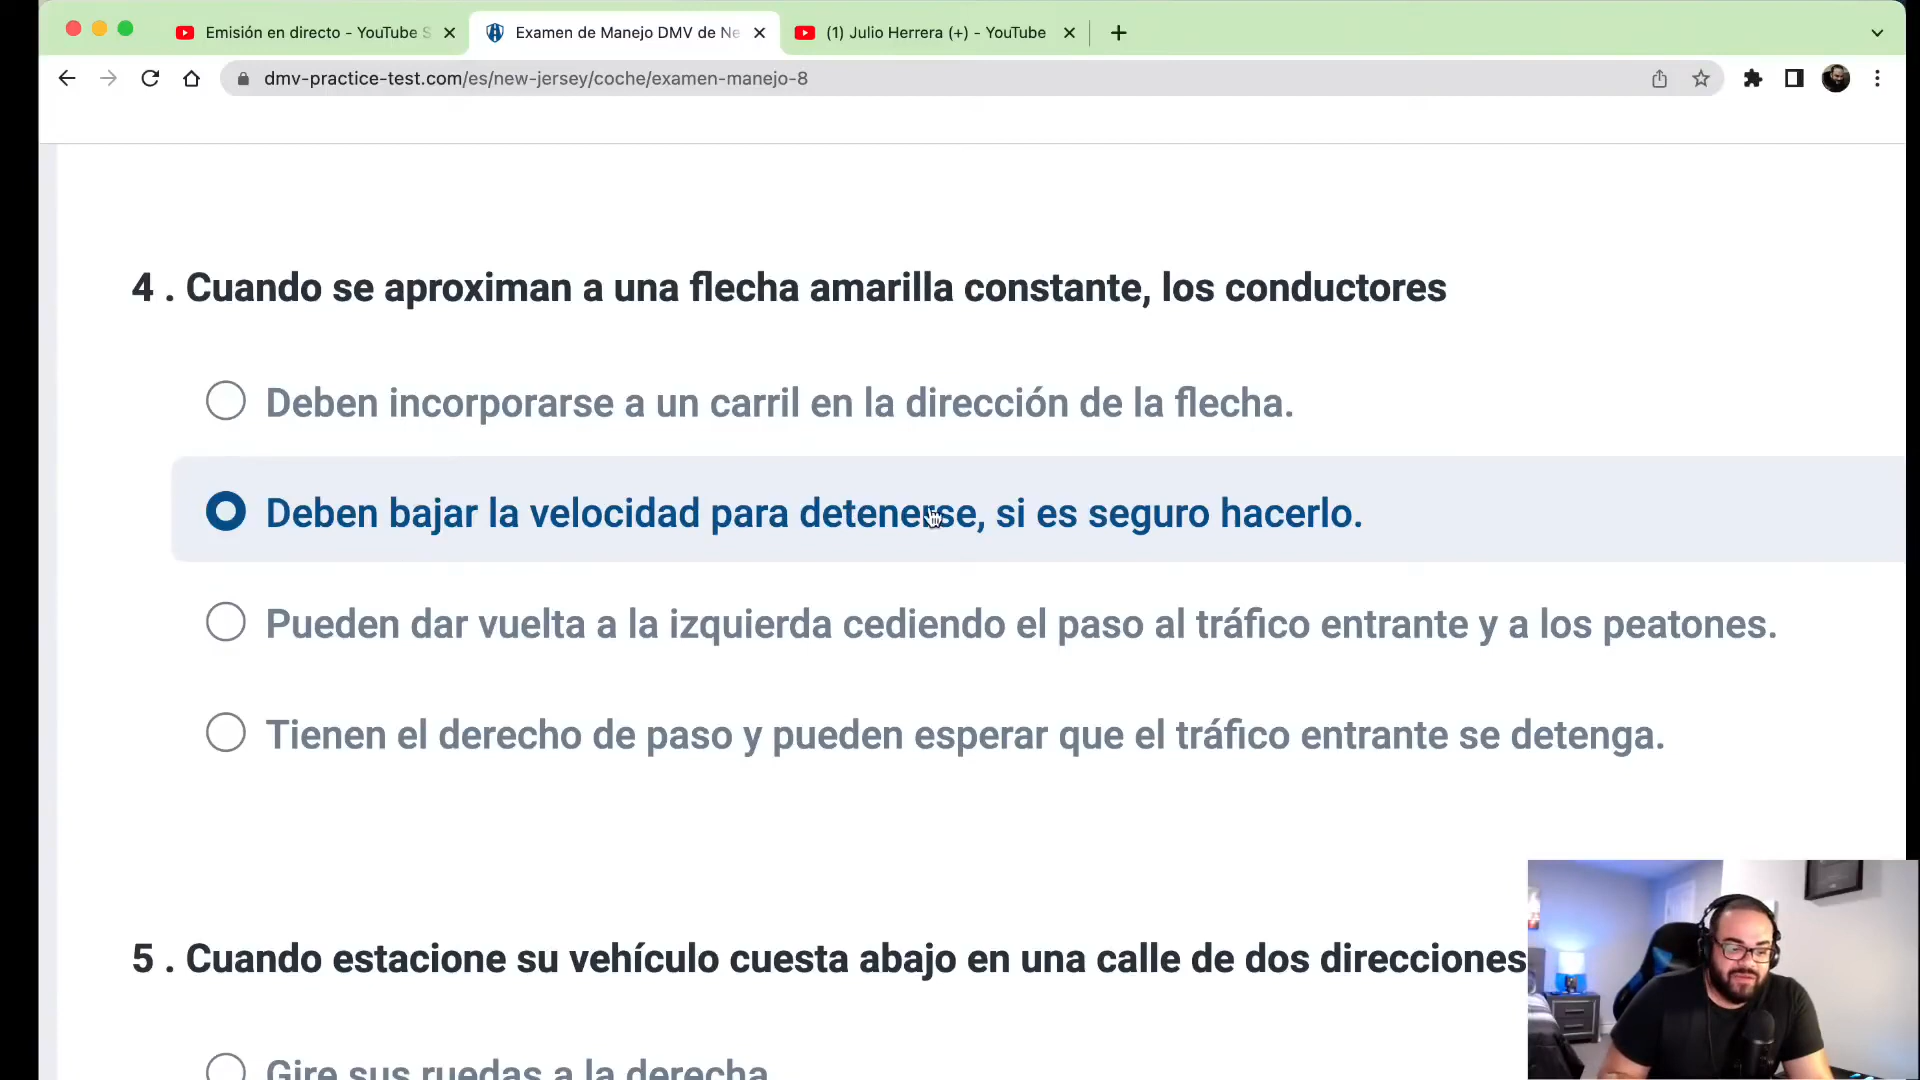 Emisión en directo - YouTube S
Examen de Manejo DMV de Ne
(1) Julio Herrera (+) - YouTube
dmv-practice-test.com/es/new-jersey/coche/examen-manejo-8
4 . Cuando se aproximan a una flecha amarilla constante, los conductores
Deben incorporarse a un carril en la dirección de la flecha.
Deben bajar la velocidad para detenerse, si es seguro hacerlo.
Pueden dar vuelta a la izquierda cediendo el paso al tráfico entrante y a los peatones.
Tienen el derecho de paso y pueden esperar que el tráfico entrante se detenga.
5 . Cuando estacione su vehículo cuesta abajo en una calle de dos direcciones
Gire sus ruedas a la derecha